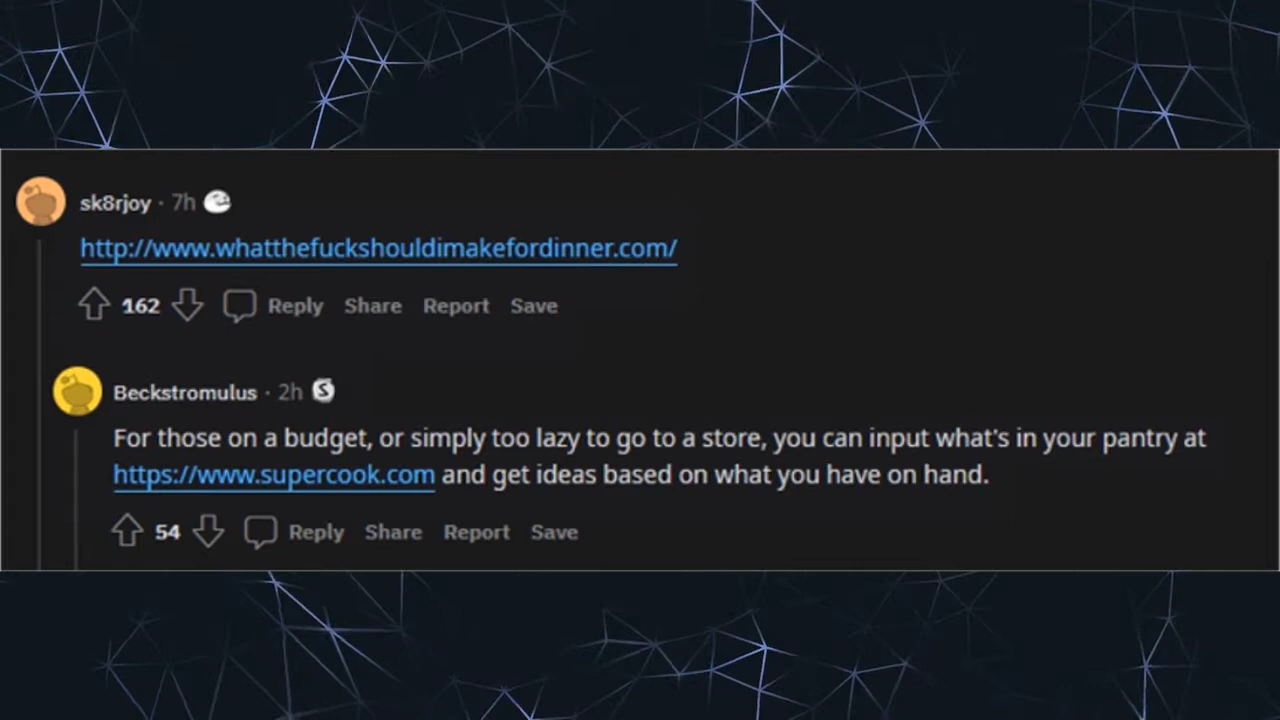 sk8rjoy · 7h
http://www.whatthefuckshouldimakefordinner.com/
162 Reply Share Report Save
Beckstromulus · 2h
For those on a budget, or simply too lazy to go to a store, you can input what's in your pantry at
https://www.supercook.com and get ideas based on what you have on hand.
54 Reply Share Report Save